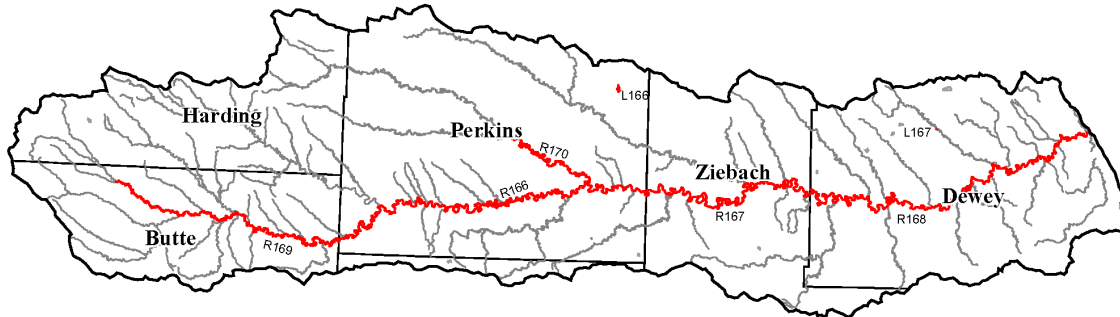 L166
Harding
L167
Perkins
R170
Ziebach
R166
Dewey
R167
R168
Butte
R169